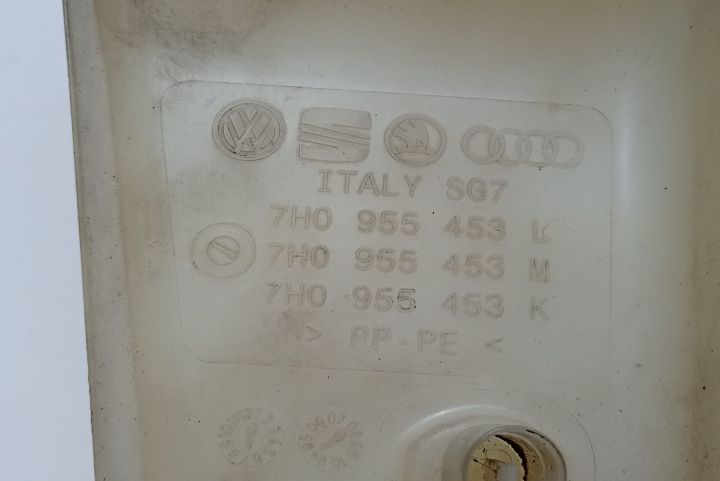 ITALY SG7
7H0 955 453 L
7H0 955 453 M
7H0 955 453 K
> PP-PE <